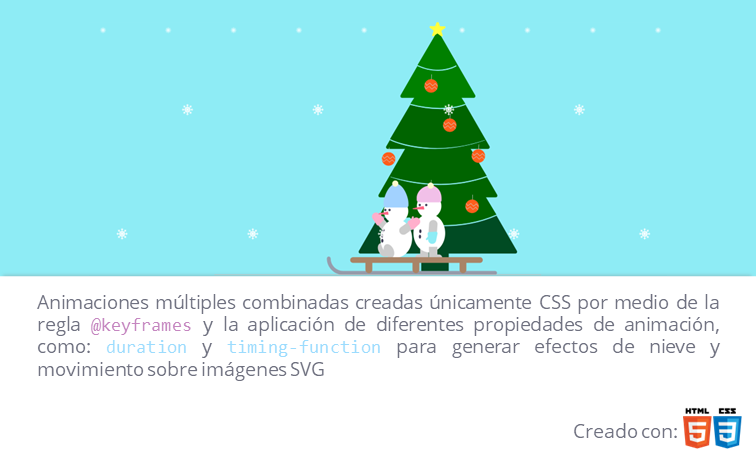 Animaciones múltiples combinadas creadas únicamente CSS por medio de la
regla @keyframes y la aplicación de diferentes propiedades de animación,
como: duration y timing-function para generar efectos de nieve y
movimiento sobre imágenes SVG
HTML CSS
Creado con: 5 3